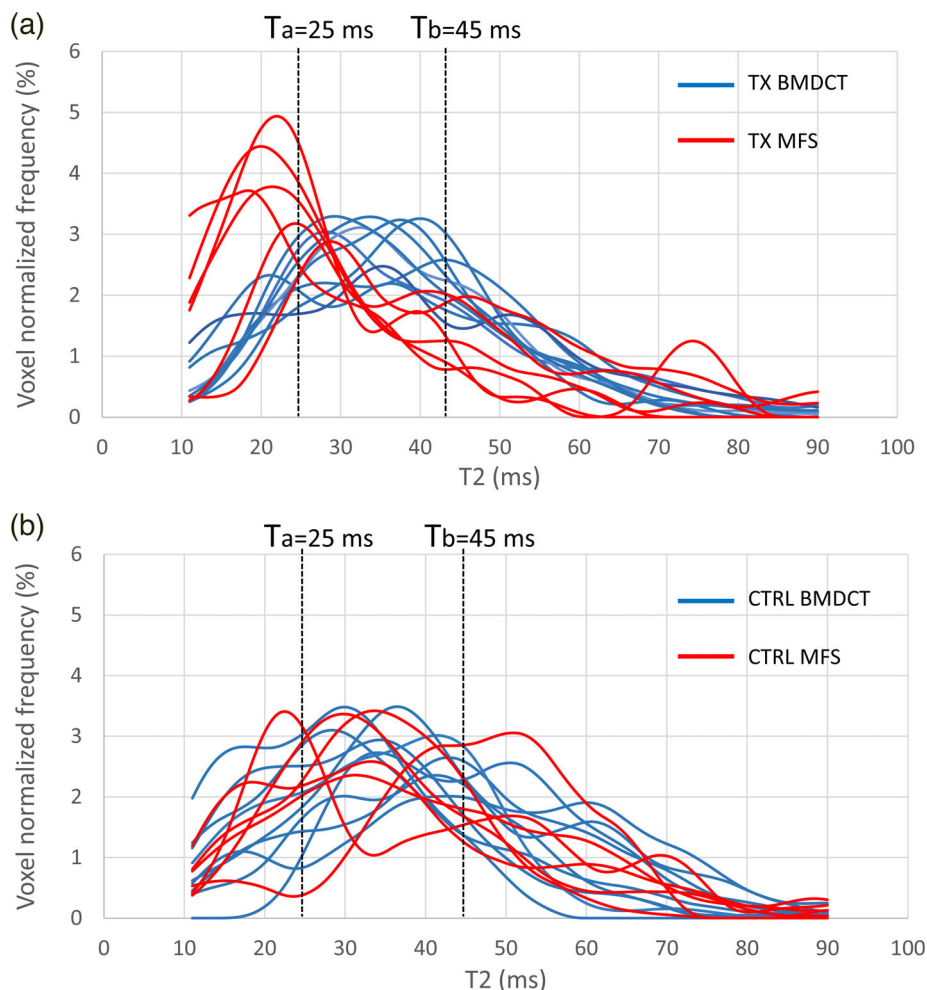 (a)
Ta=25 ms Tb=45 ms
Voxel normalized frequency (%)
6
5
4
3
2
1
0
TX BMDCT
TX MFS
0 10 20 30 40 50 60 70 80 90 100
T2 (ms)
(b)
Ta=25 ms Tb=45 ms
Voxel normalized frequency (%)
6
5
4
3
2
1
0
CTRL BMDCT
CTRL MFS
0 10 20 30 40 50 60 70 80 90 100
T2 (ms)